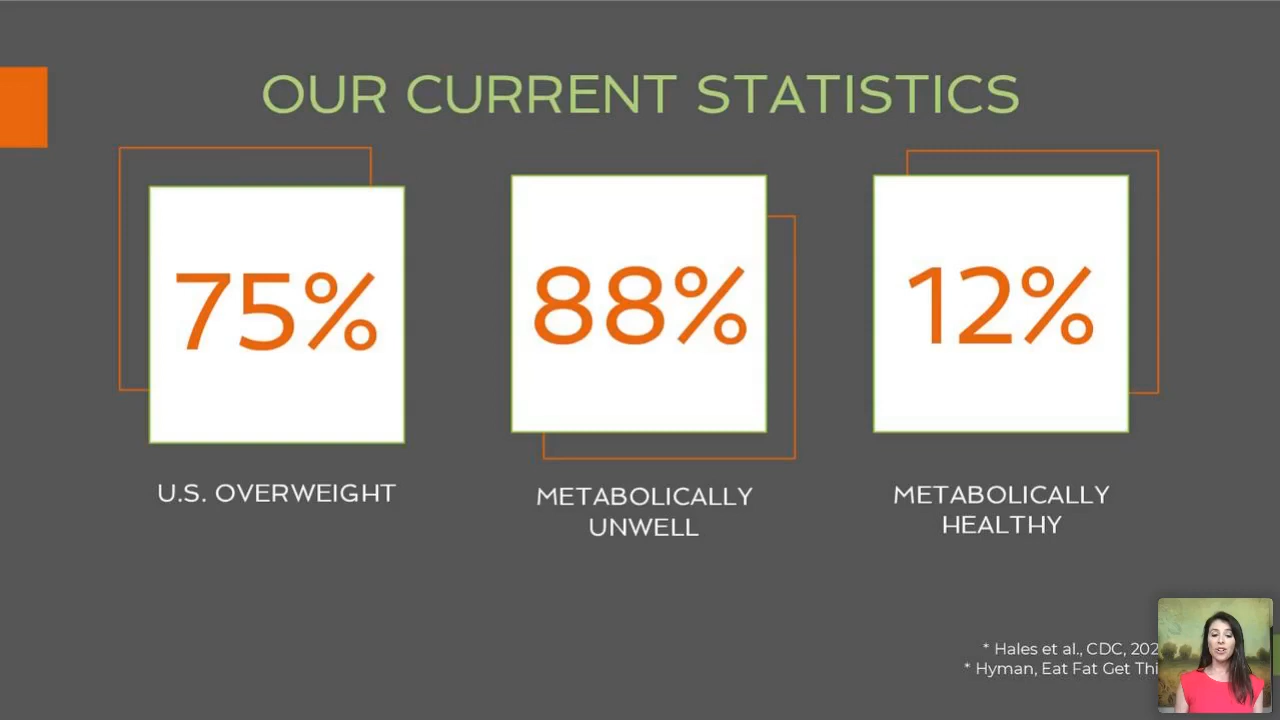 OUR CURRENT STATISTICS
75%
88%
12%
U.S. OVERWEIGHT
METABOLICALLY
UNWELL
METABOLICALLY
HEALTHY
* Hales et al., CDC, 202
* Hyman, Eat Fat Get Thi